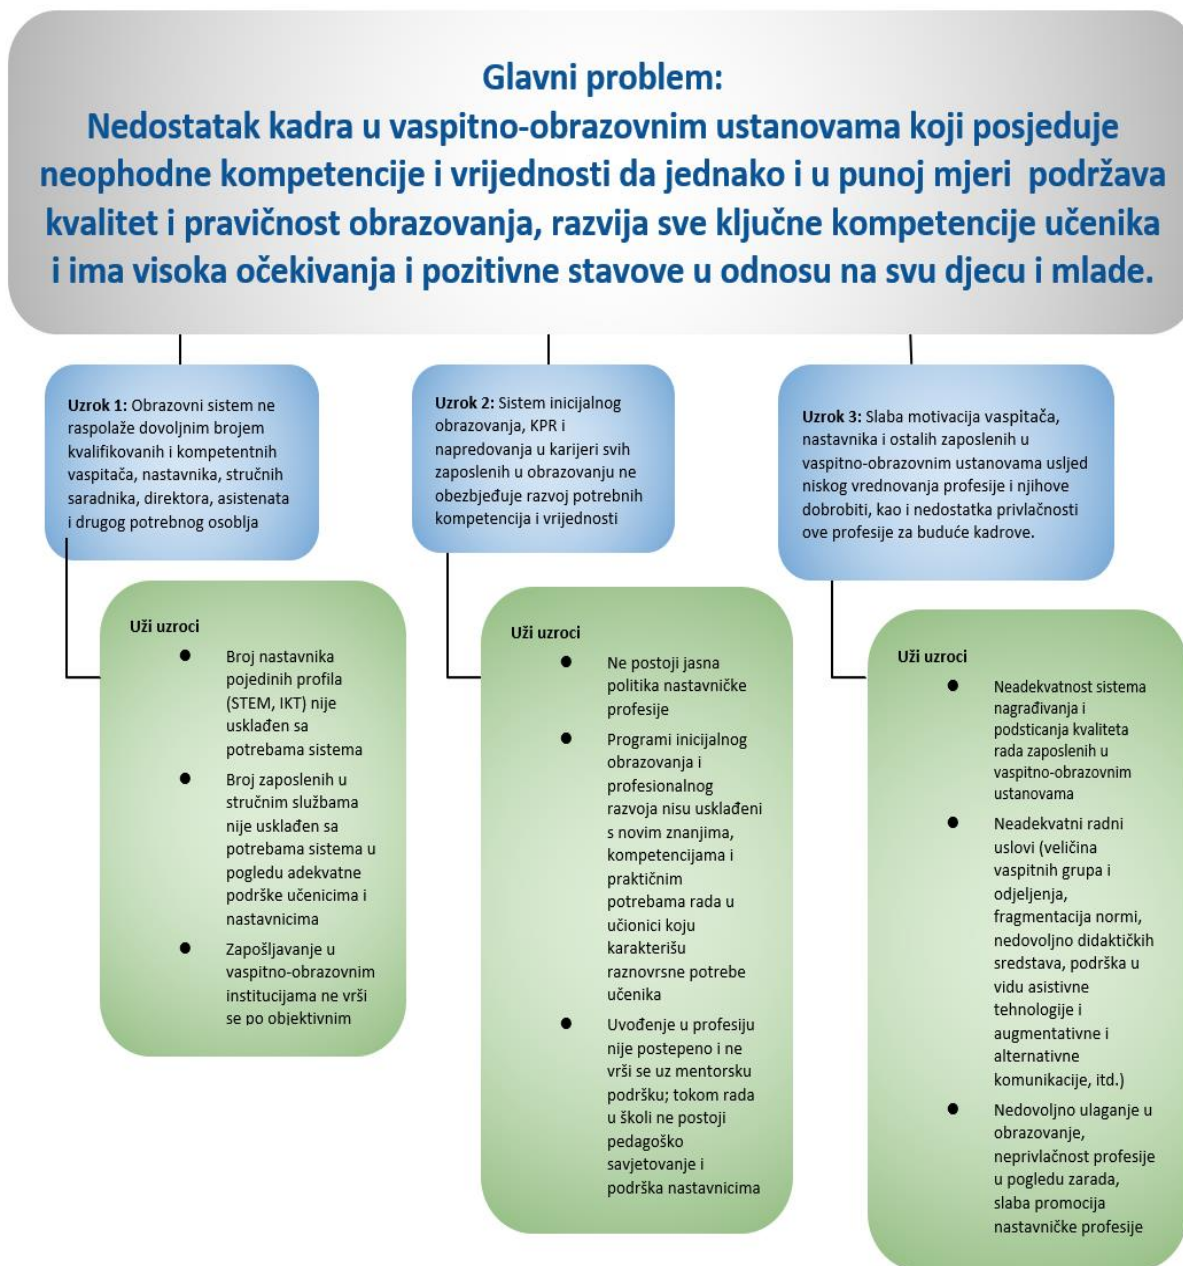 Glavni problem:
Nedostatak kadra u vaspitno-obrazovnim ustanovama koji posjeduje
neophodne kompetencije i vrijednosti da jednako i u punoj mjeri podržava
kvalitet i pravičnost obrazovanja, razvija sve ključne kompetencije učenika
i ima visoka očekivanja i pozitivne stavove u odnosu na svu djecu i mlade.
Uzrok 1: Obrazovni sistem ne
raspolaže dovoljnim brojem
kvalifikovanih i kompetentnih
vaspitača, nastavnika, stručnih
saradnika, direktora, asistenata
i drugog potrebnog osoblja
Uži uzroci
● Broj nastavnika
pojedinih profila
(STEM, IKT) nije
usklađen sa
potrebama sistema
● Broj zaposlenih u
stručnim službama
nije usklađen sa
potrebama sistema u
pogledu adekvatne
podrške učenicima i
nastavnicima
● Zapošljavanje u
vaspitno-obrazovnim
institucijama ne vrši
se po objektivnim
Uzrok 2: Sistem inicijalnog
obrazovanja, KPR i
napredovanja u karijeri svih
zaposlenih u obrazovanju ne
obezbjeđuje razvoj potrebnih
kompetencija i vrijednosti
Uži uzroci
● Ne postoji jasna
politika nastavničke
profesije
● Programi inicijalnog
obrazovanja i
profesionalnog
razvoja nisu usklađeni
s novim znanjima,
kompetencijama i
praktičnim
potrebama rada u
učionici koju
karakterišu
raznovrsne potrebe
učenika
● Uvođenje u profesiju
nije postepeno i ne
vrši se uz mentorsku
podršku; tokom rada
u školi ne postoji
pedagoško
savjetovanje i
podrška nastavnicima
Uzrok 3: Slaba motivacija vaspitača,
nastavnika i ostalih zaposlenih u
vaspitno-obrazovnim ustanovama usljed
niskog vrednovanja profesije i njihove
dobrobiti, kao i nedostatka privlačnosti
ove profesije za buduće kadrove.
Uži uzroci
● Neadekvatnost sistema
nagrađivanja i
podsticanja kvaliteta
rada zaposlenih u
vaspitno-obrazovnim
ustanovama
● Neadekvatni radni
uslovi (veličina
vaspitnih grupa i
odjeljenja,
fragmentacija normi,
nedovoljno didaktičkih
sredstava, podrška u
vidu asistivne
tehnologije i
augmentativne i
alternativne
komunikacije, itd.)
● Nedovoljno ulaganje u
obrazovanje,
neprivlačnost profesije
u pogledu zarada,
slaba promocija
nastavničke profesije